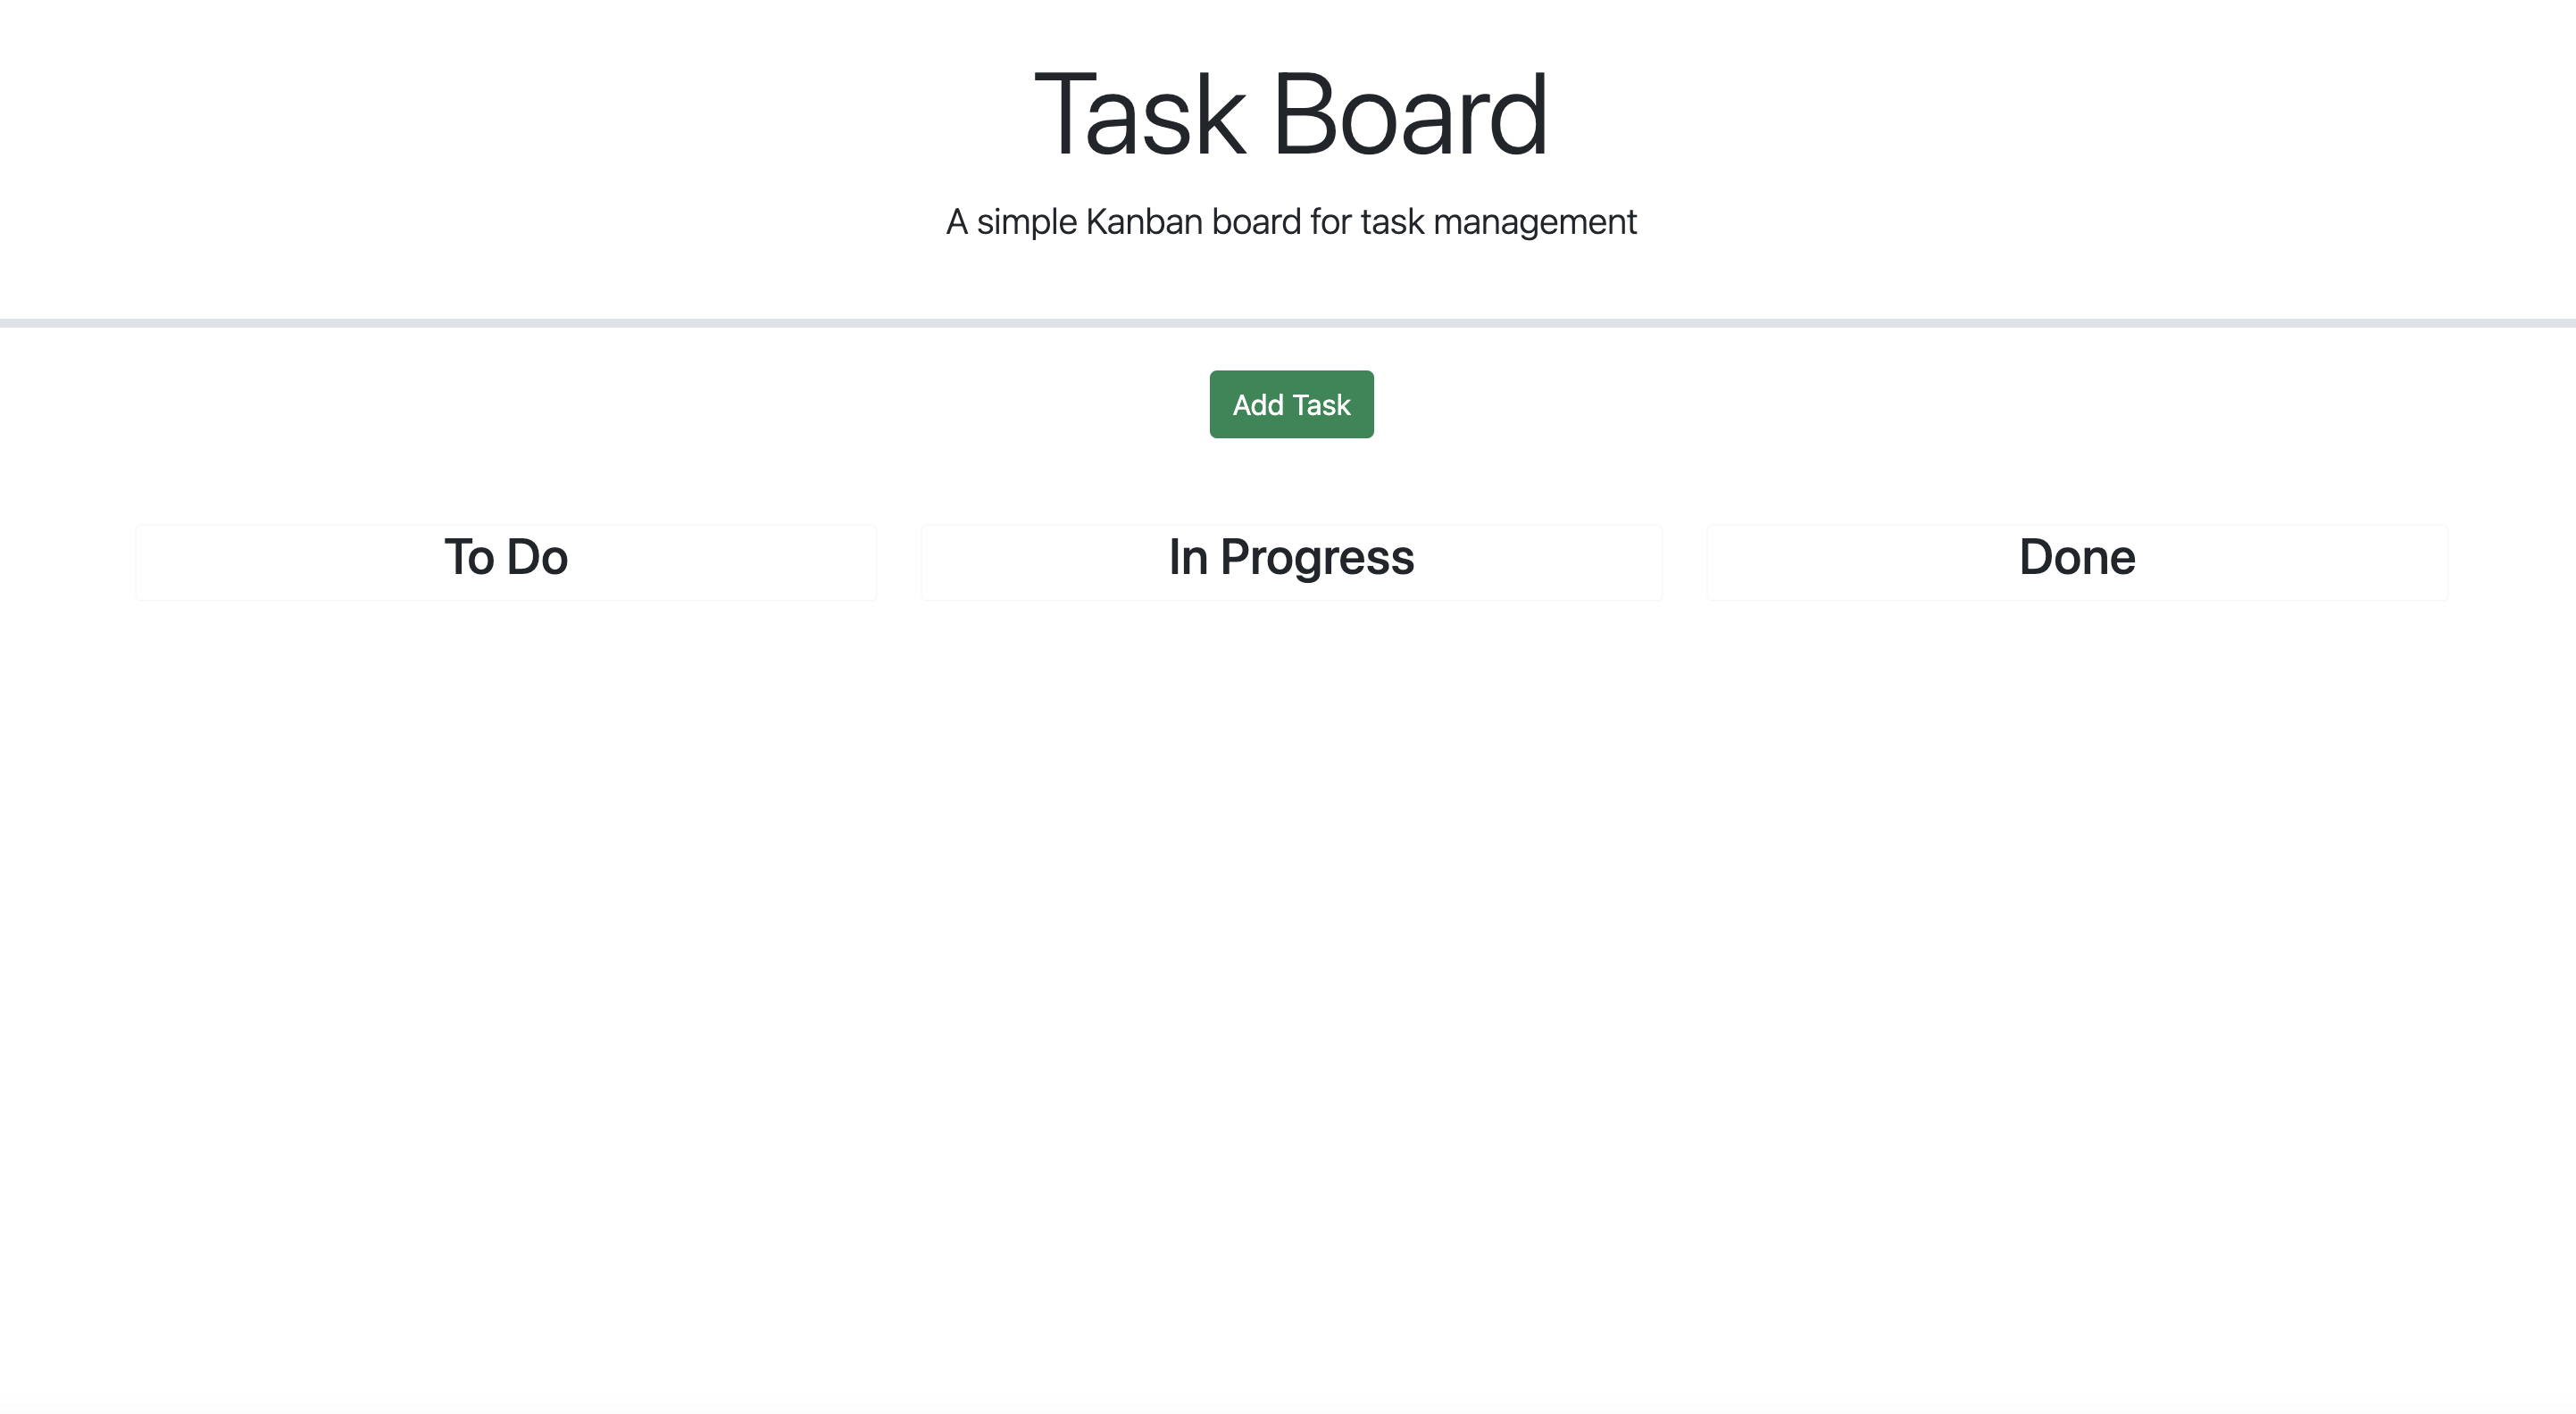 Task Board
A simple Kanban board for task management
Add Task
To Do
In Progress
Done